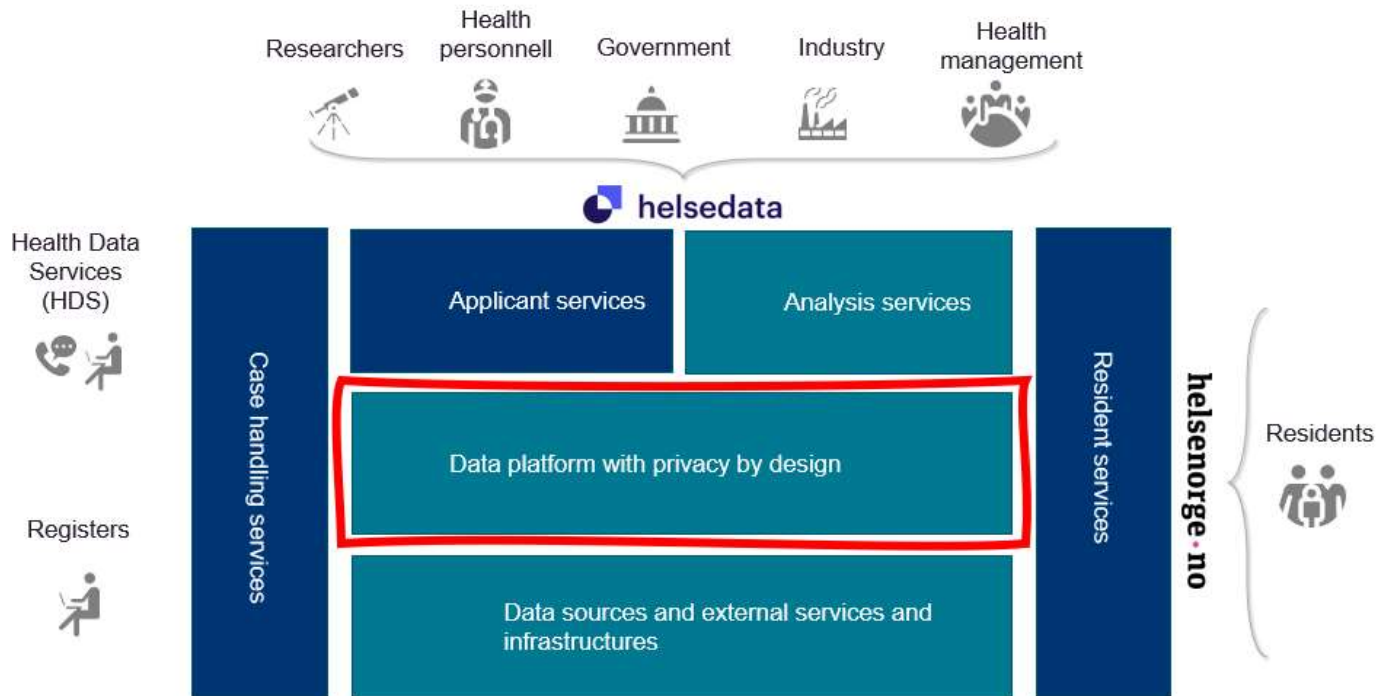 Researchers
Health
personnell
Government
Industry
Health
management
helsedata
Health Data
Services
(HDS)
Registers
Case handling services
Applicant services
Analysis services
Data platform with privacy by design
Data sources and external services and
infrastructures
Resident services
helsenorge·no
Residents